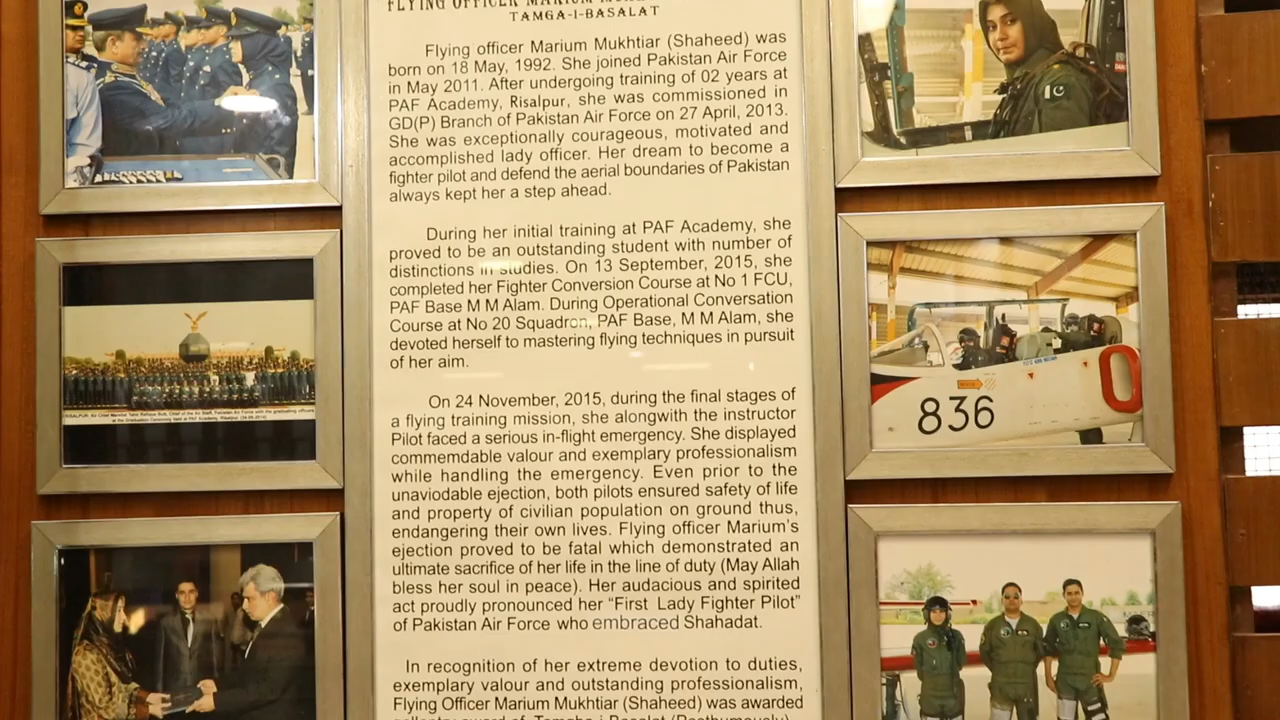 FLYING OFFICER MARIUM
TAMGA-I-BASALAT
Flying officer Marium Mukhtiar (Shaheed) was
born on 18 May, 1992. She joined Pakistan Air Force
in May 2011. After undergoing training of 02 years at
PAF Academy, Risalpur, she was commissioned in
GD(P) Branch of Pakistan Air Force on 27 April, 2013.
She was exceptionally courageous, motivated and
accomplished lady officer. Her dream to become a
fighter pilot and defend the aerial boundaries of Pakistan
always kept her a step ahead.
During her initial training at PAF Academy, she
proved to be an outstanding student with number of
distinctions in studies. On 13 September, 2015, she
completed her Fighter Conversion Course at No 1 FCU,
PAF Base M M Alam. During Operational Conversation
Course at No 20 Squadron, PAF Base, M M Alam, she
devoted herself to mastering flying techniques in pursuit
of her aim.
On 24 November, 2015, during the final stages of
a flying training mission, she alongwith the instructor
Pilot faced a serious in-flight emergency. She displayed
commemdable valour and exemplary professionalism
while handling the emergency. Even prior to the
unaviodable ejection, both pilots ensured safety of life
and property of civilian population on ground thus,
endangering their own lives. Flying officer Marium's
ejection proved to be fatal which demonstrated an
ultimate sacrifice of her life in the line of duty (May Allah
bless her soul in peace). Her audacious and spirited
act proudly pronounced her "First Lady Fighter Pilot"
of Pakistan Air Force who embraced Shahadat.
In recognition of her extreme devotion to duties,
exemplary valour and outstanding professionalism,
Flying Officer Marium Mukhtiar (Shaheed) was awarded
gallantry award of Tamgha-i-Basalat (Posthumously)
836